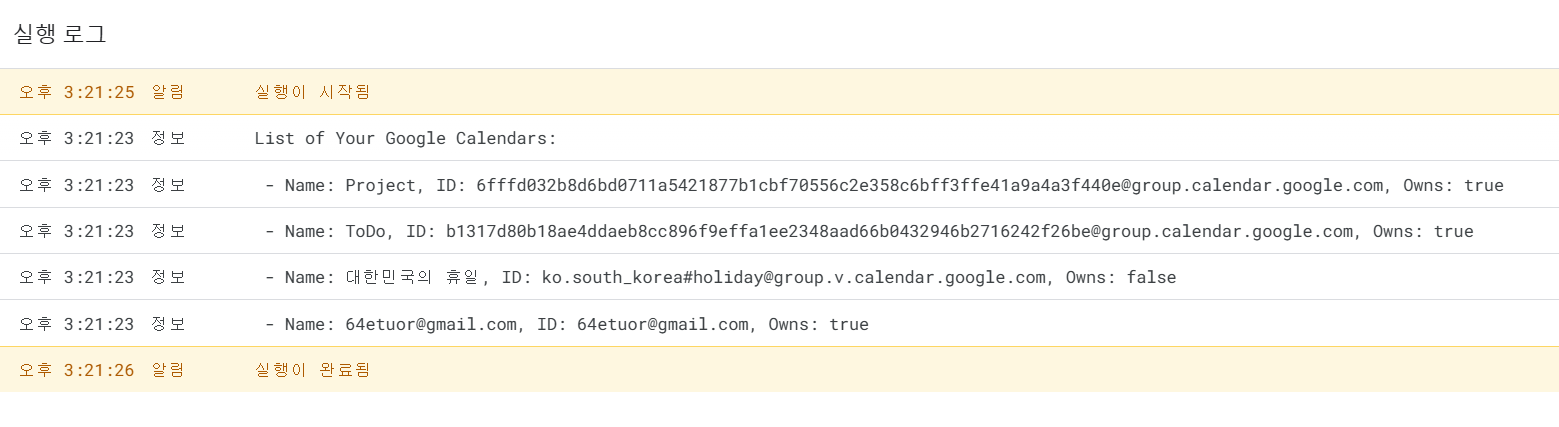 실행 로그
오후 3:21:25 알림 실행이 시작됨
오후 3:21:23 정보 List of Your Google Calendars:
오후 3:21:23 정보 - Name: Project, ID: 6fffd032b8d6bd0711a5421877b1cbf70556c2e358c6bff3ffe41a9a4a3f440e@group.calendar.google.com, Owns: true
오후 3:21:23 정보 - Name: ToDo, ID: b1317d80b18ae4ddaeb8cc896f9effa1ee2348aad66b0432946b2716242f26be@group.calendar.google.com, Owns: true
오후 3:21:23 정보 - Name: 대한민국의 휴일, ID: ko.south_korea#holiday@group.v.calendar.google.com, Owns: false
오후 3:21:23 정보 - Name: 64etuor@gmail.com, ID: 64etuor@gmail.com, Owns: true
오후 3:21:26 알림 실행이 완료됨